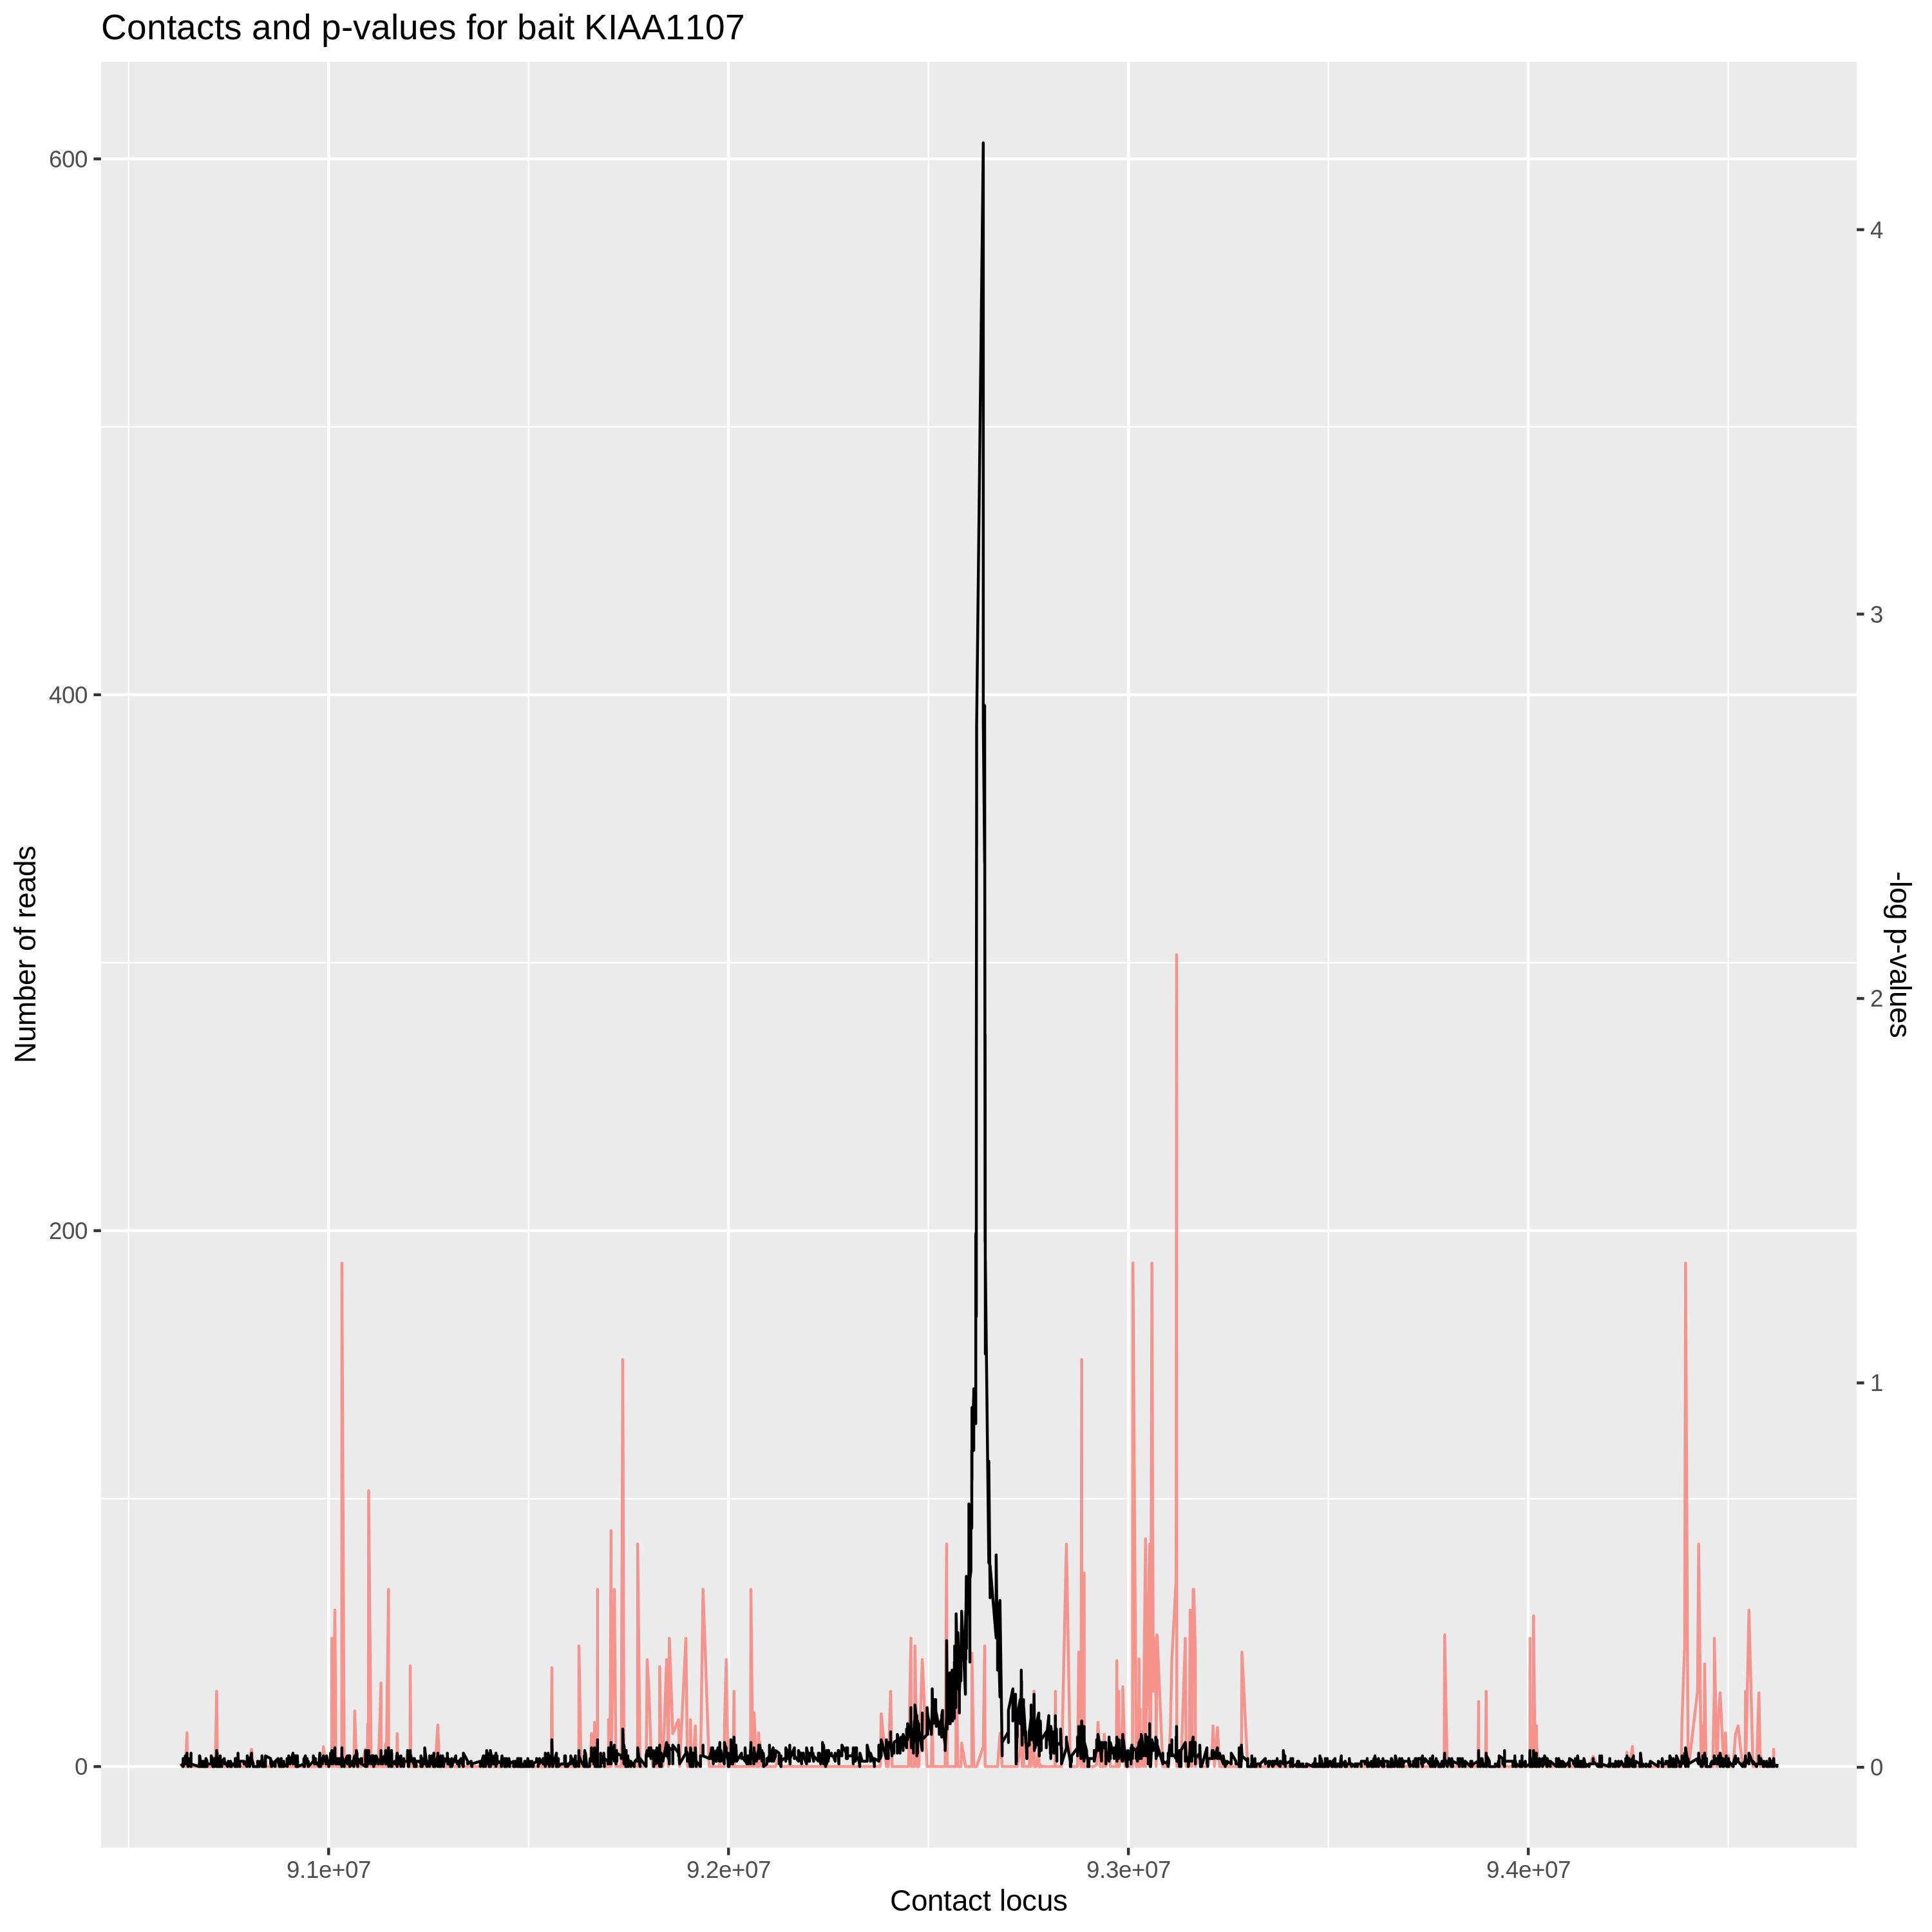 Contacts and p-values for bait KIAA1107
600
400
200
0
Number of reads
4
3
2
1
0
-log p-values
9.1e+07
9.2e+07
9.3e+07
9.4e+07
Contact locus